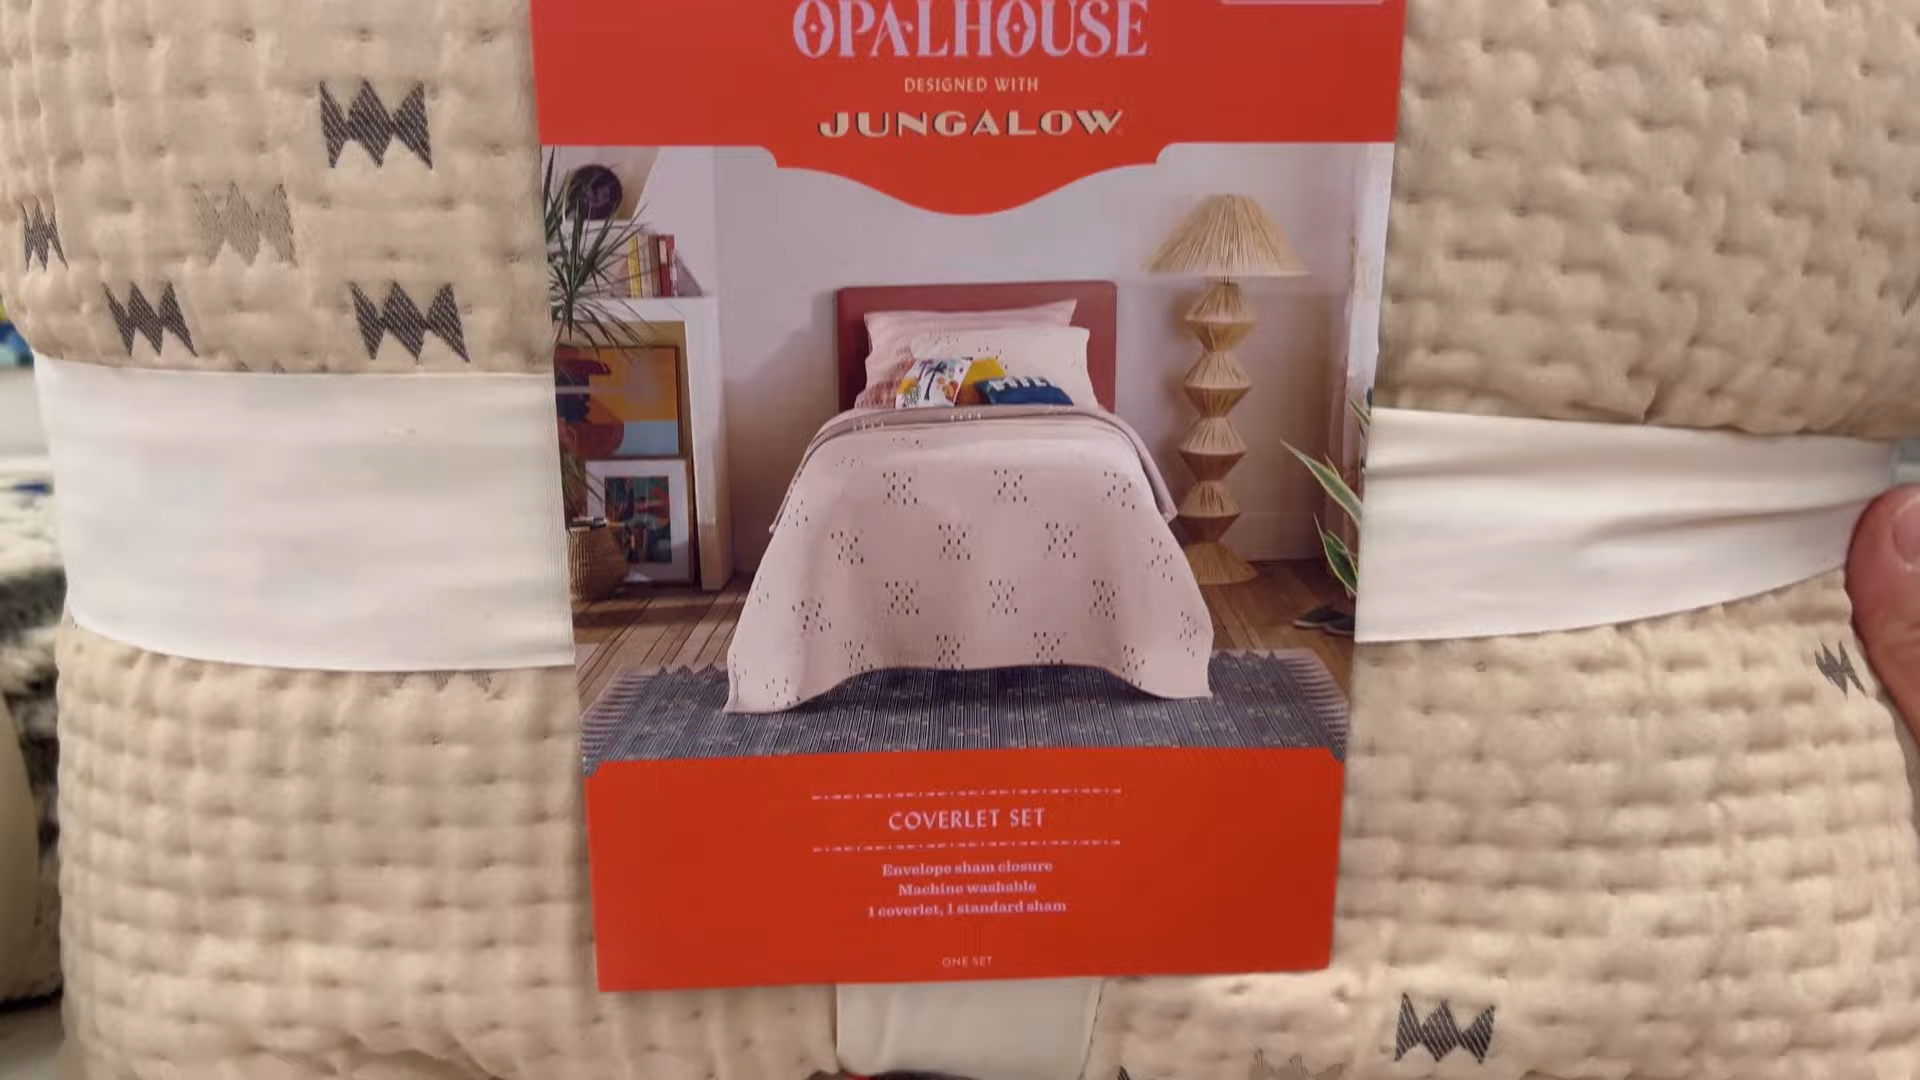 OPALHOUSE
DESIGNED WITH
JUNGALOW
COVERLET SET
Envelope sham closure
Machine washable
1 coverlet, 1 standard sham
ONE SET